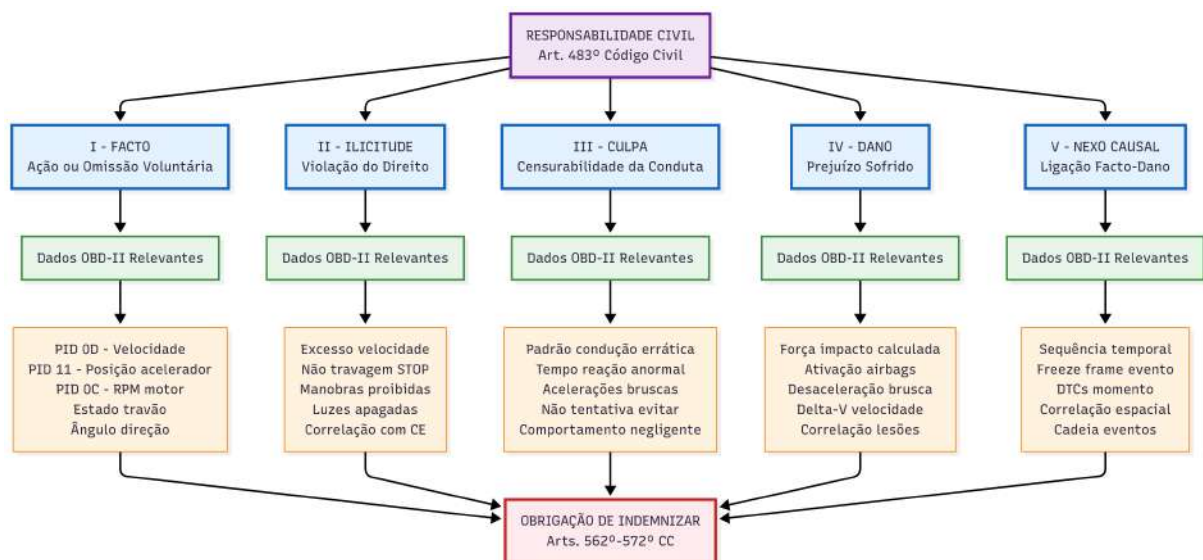 RESPONSABILIDADE CIVIL
Art. 483º Código Civil
I - FACTO
Ação ou Omissão Voluntária
II - ILICITUDE
Violação do Direito
III - CULPA
Censurabilidade da Conduta
IV - DANO
Prejuízo Sofrido
V - NEXO CAUSAL
Ligação Facto-Dano
Dados OBD-II Relevantes
Dados OBD-II Relevantes
Dados OBD-II Relevantes
Dados OBD-II Relevantes
Dados OBD-II Relevantes
PID 0D - Velocidade
PID 11 - Posição acelerador
PID 0C - RPM motor
Estado travão
Ângulo direção
Excesso velocidade
Não travagem STOP
Manobras proibidas
Luzes apagadas
Correlação com CE
Padrão condução errática
Tempo reação anormal
Acelerações bruscas
Não tentativa evitar
Comportamento negligente
Força impacto calculada
Ativação airbags
Desaceleração brusca
Delta-V velocidade
Correlação lesões
Sequência temporal
Freeze frame evento
DTCs momento
Correlação espacial
Cadeia eventos
OBRIGAÇÃO DE INDEMNIZAR
Arts. 562º-572º CC